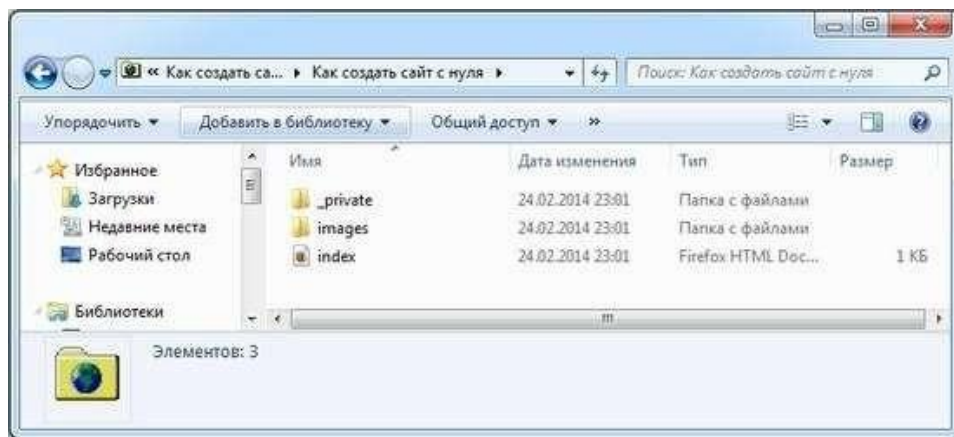 « Как создать са... ▸ Как создать сайт с нуля ▸ Поиск: Как создать сайт с нуля
Упорядочить Добавить в библиотеку Общий доступ »
Избранное
Загрузки
Недавние места
Рабочий стол
Библиотеки
Имя Дата изменения Тип Размер
_private 24.02.2014 23:01 Папка с файлами
images 24.02.2014 23:01 Папка с файлами
index 24.02.2014 23:01 Firefox HTML Doc... 1 КБ
Элементов: 3